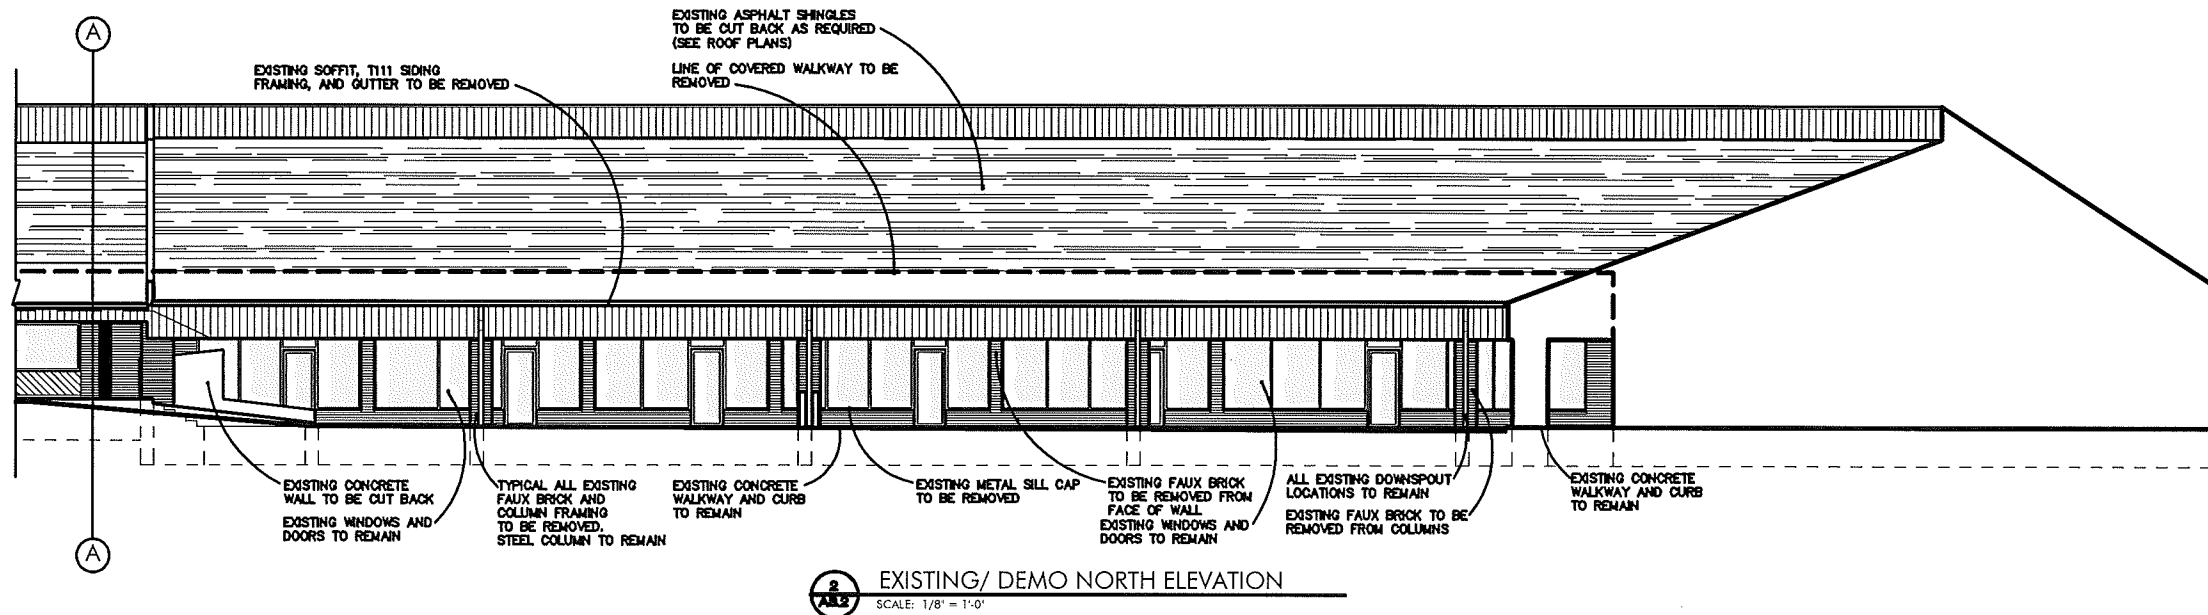 EXISTING ASPHALT SHINGLES
TO BE CUT BACK AS REQUIRED
(SEE ROOF PLANS)
LINE OF COVERED WALKWAY TO BE
REMOVED
A
EXISTING SOFFIT, T111 SIDING
FRAMING, AND GUTTER TO BE REMOVED
EXISTING CONCRETE
WALL TO BE CUT BACK
EXISTING WINDOWS AND
DOORS TO REMAIN
TYPICAL ALL EXISTING
FAUX BRICK AND
COLUMN FRAMING
TO BE REMOVED.
STEEL COLUMN TO REMAIN
EXISTING CONCRETE
WALKWAY AND CURB
TO REMAIN
EXISTING METAL SILL CAP
TO BE REMOVED
EXISTING FAUX BRICK
TO BE REMOVED FROM
FACE OF WALL
EXISTING WINDOWS AND
DOORS TO REMAIN
ALL EXISTING DOWNSPOUT
LOCATIONS TO REMAIN
EXISTING FAUX BRICK TO BE
REMOVED FROM COLUMNS
EXISTING CONCRETE
WALKWAY AND CURB
TO REMAIN
A
2
EXISTING/ DEMO NORTH ELEVATION
SCALE: 1/8" = 1'-0"